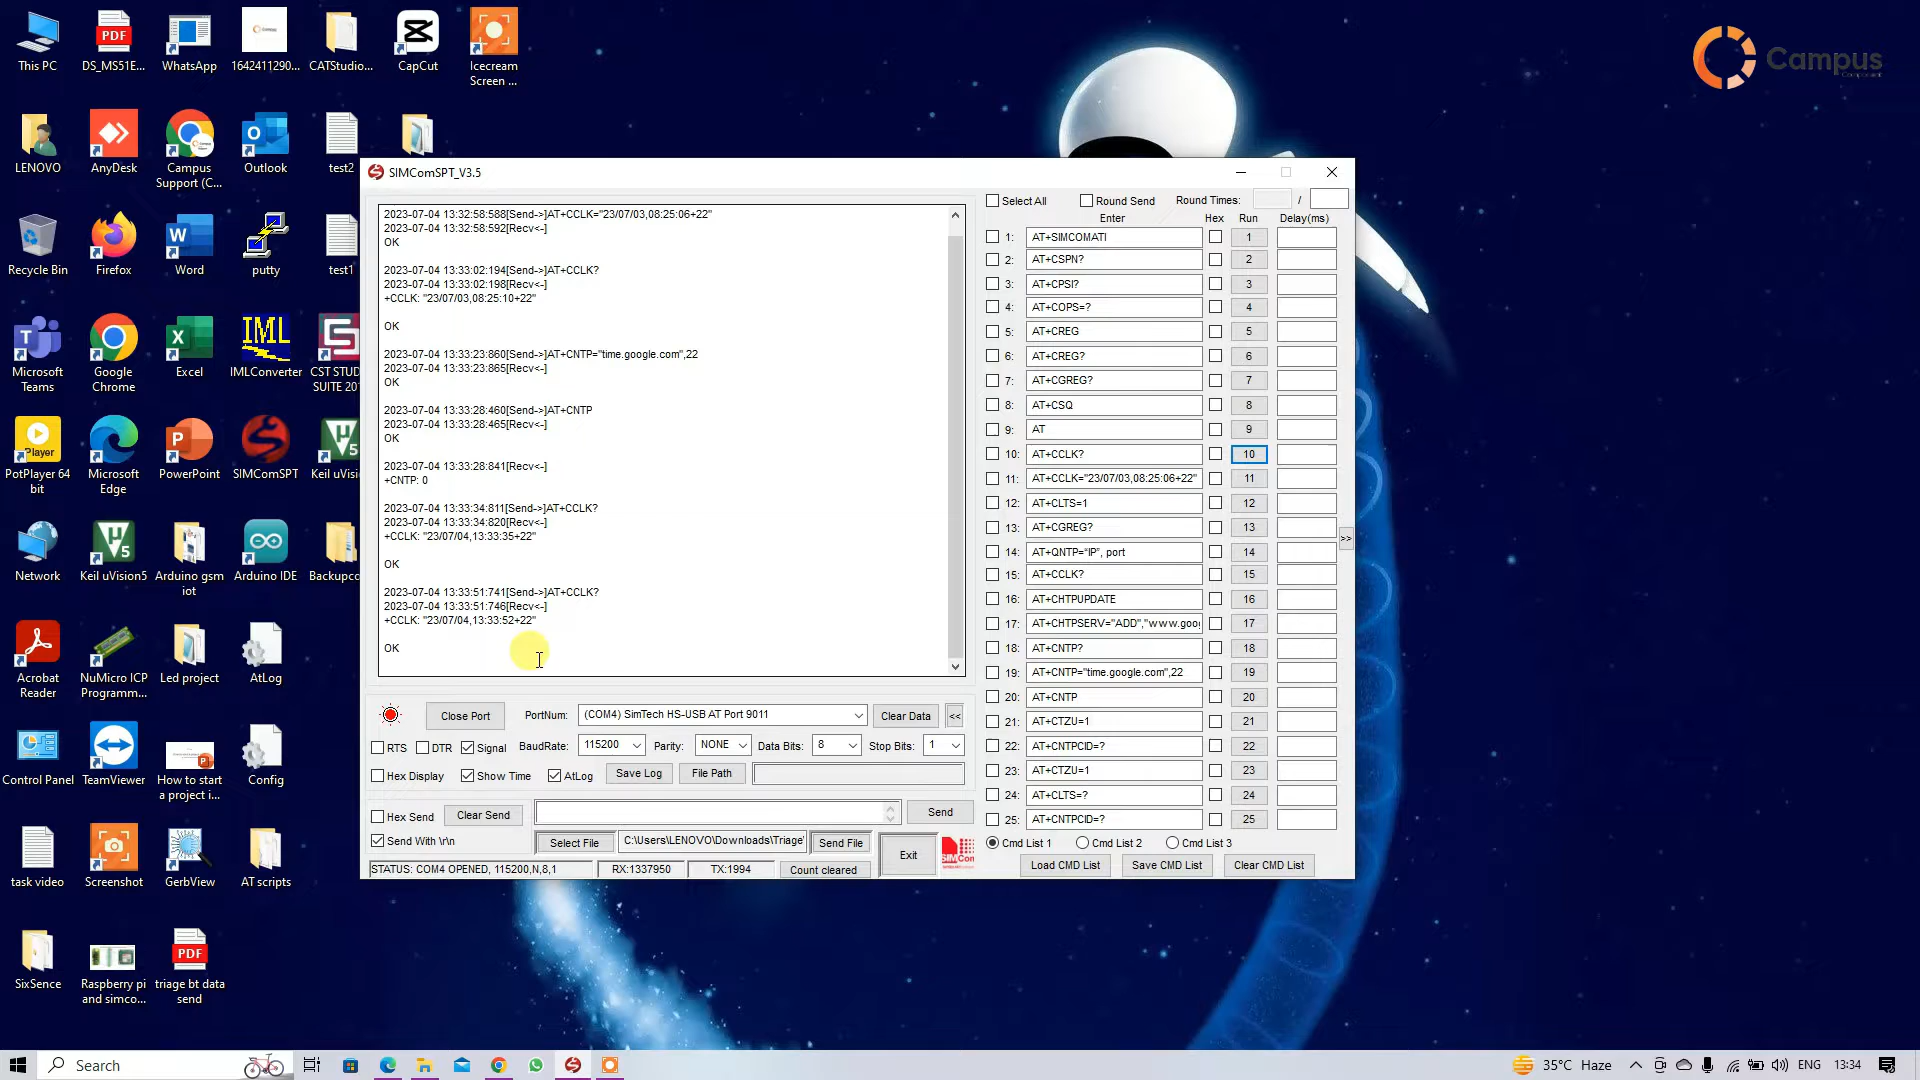 This PC
DS_MS51E...
WhatsApp
1642411290...
CATStudio...
CapCut
Icecream
Screen ...
Campus
Component
LENOVO
AnyDesk
Campus
Support (C...
Outlook
test2
Recycle Bin
Firefox
Word
putty
test1
Microsoft
Teams
Google
Chrome
Excel
IMLConverter
CST STUD
SUITE 20
PotPlayer 64
bit
Microsoft
Edge
PowerPoint
SIMComSPT
Keil uVision
Network
Keil uVision5
Arduino gsm
iot
Arduino IDE
Backupco
Acrobat
Reader
NuMicro ICP
Programm...
Led project
AtLog
Control Panel
TeamViewer
How to start
a project i...
Config
task video
Screenshot
GerbView
AT scripts
SixSence
Raspberry pi
and simco...
triage bt data
send
SIMComSPT_V3.5
2023-07-04 13:32:58:588[Send->]AT+CCLK="23/07/03,08:25:06+22"
2023-07-04 13:32:58:592[Recv<-]
OK
2023-07-04 13:33:02:194[Send->]AT+CCLK?
2023-07-04 13:33:02:198[Recv<-]
+CCLK: "23/07/03,08:25:10+22"
OK
2023-07-04 13:33:23:860[Send->]AT+CNTP="time.google.com",22
2023-07-04 13:33:23:865[Recv<-]
OK
2023-07-04 13:33:28:460[Send->]AT+CNTP
2023-07-04 13:33:28:465[Recv<-]
OK
2023-07-04 13:33:28:841[Recv<-]
+CNTP: 0
2023-07-04 13:33:34:811[Send->]AT+CCLK?
2023-07-04 13:33:34:820[Recv<-]
+CCLK: "23/07/04,13:33:35+22"
OK
2023-07-04 13:33:51:741[Send->]AT+CCLK?
2023-07-04 13:33:51:746[Recv<-]
+CCLK: "23/07/04,13:33:52+22"
OK
Close Port
PortNum:
(COM4) SimTech HS-USB AT Port 9011
Clear Data
<<
RTS
DTR
Signal
BaudRate:
115200
Parity:
NONE
Data Bits:
8
Stop Bits:
1
Hex Display
Show Time
AtLog
Save Log
File Path
Hex Send
Clear Send
Send
Send With \r\n
Select File
C:\Users\LENOVO\Downloads\Triage\
Send File
Exit
SIMCom
STATUS: COM4 OPENED, 115200,N,8,1
RX:1337950
TX:1994
Count cleared
Select All
Round Send
Round Times:
/
Enter
Hex
Run
Delay(ms)
1: AT+SIMCOMATI 1
2: AT+CSPN? 2
3: AT+CPSI? 3
4: AT+COPS=? 4
5: AT+CREG 5
6: AT+CREG? 6
7: AT+CGREG? 7
8: AT+CSQ 8
9: AT 9
10: AT+CCLK? 10
11: AT+CCLK="23/07/03,08:25:06+22" 11
12: AT+CLTS=1 12
13: AT+CGREG? 13
14: AT+QNTP=“IP”, port 14
15: AT+CCLK? 15
16: AT+CHTPUPDATE 16
17: AT+CHTPSERV="ADD","www.goo 17
18: AT+CNTP? 18
19: AT+CNTP="time.google.com",22 19
20: AT+CNTP 20
21: AT+CTZU=1 21
22: AT+CNTPCID=? 22
23: AT+CTZU=1 23
24: AT+CLTS=? 24
25: AT+CNTPCID=? 25
>>
Cmd List 1
Cmd List 2
Cmd List 3
Load CMD List
Save CMD List
Clear CMD List
Search
35°C Haze
ENG
13:34